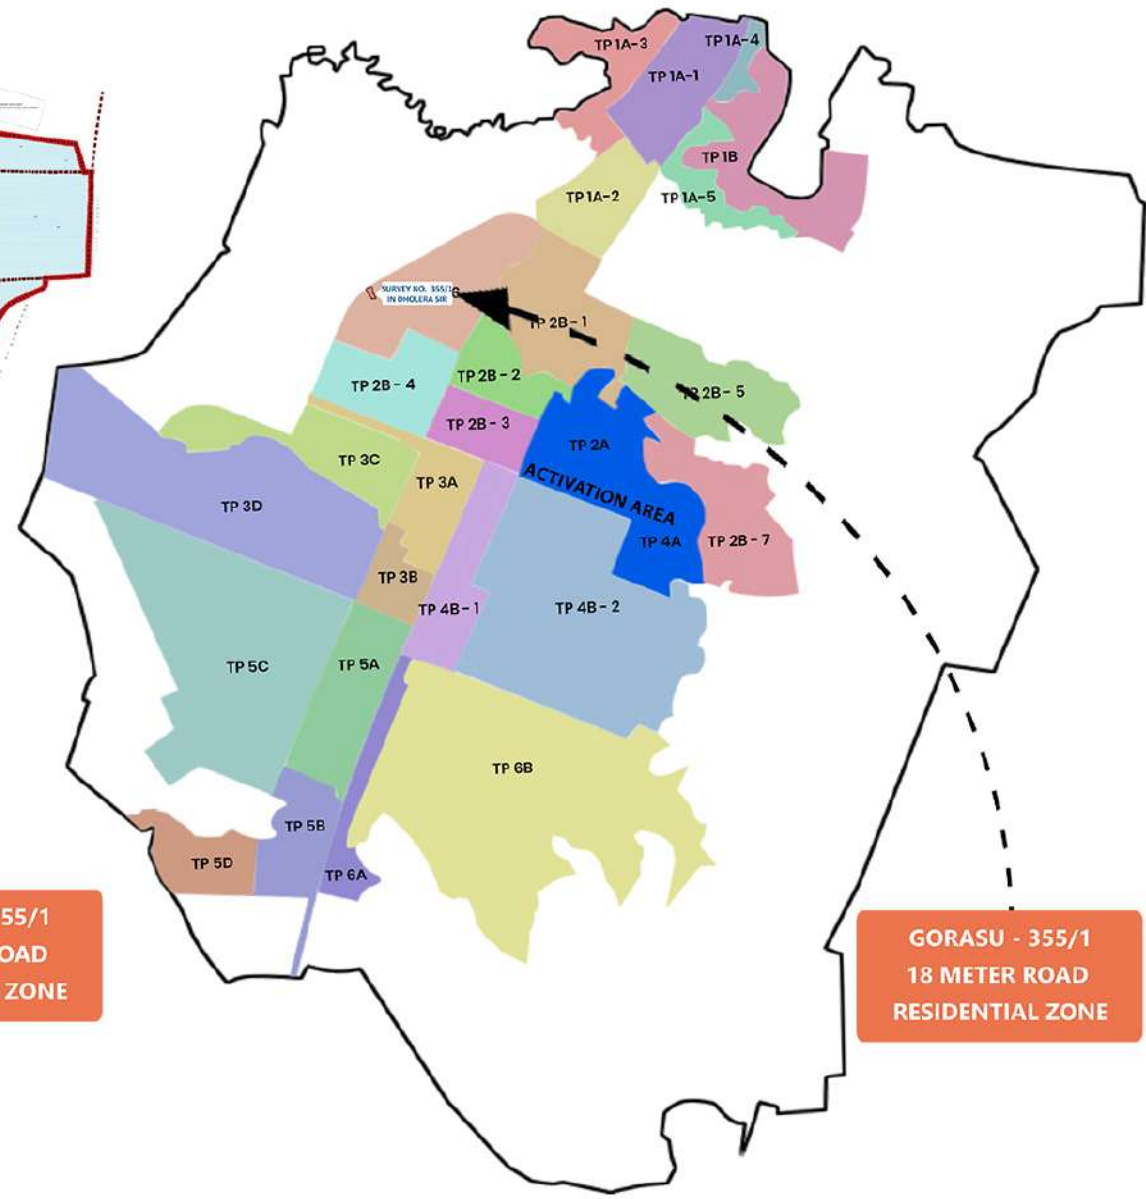 TP 1A-3
TP 1A-4
TP 1A-1
TP 1B
TP 1A-2
TP 1A-5
SURVEY NO. 355/1
IN DHOLERA SIR
6
TP 2B-1
TP 2B - 4
TP 2B - 2
2B - 5
TP 2B - 3
TP 2A
TP 3C
TP 3A
ACTIVATION AREA
TP 3D
TP 4A
TP 2B - 7
TP 3B
TP 4B - 1
TP 4B - 2
TP 5C
TP 5A
TP 6B
TP 5B
TP 5D
TP 6A
55/1
OAD
ZONE
GORASU - 355/1
18 METER ROAD
RESIDENTIAL ZONE